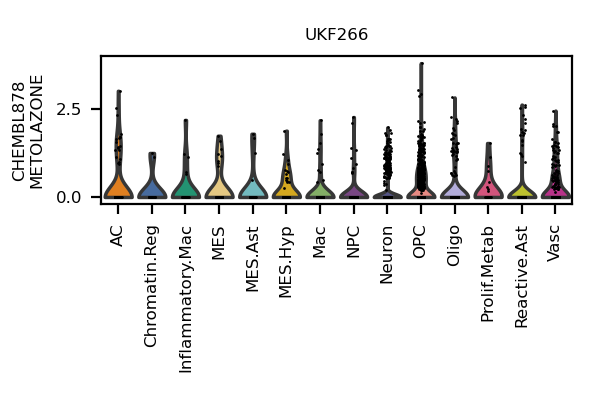 UKF266
CHEMBL878
METOLAZONE
2.5
0.0
AC
Chromatin.Reg
Inflammatory.Mac
MES
MES.Ast
MES.Hyp
Mac
NPC
Neuron
OPC
Oligo
Prolif.Metab
Reactive.Ast
Vasc